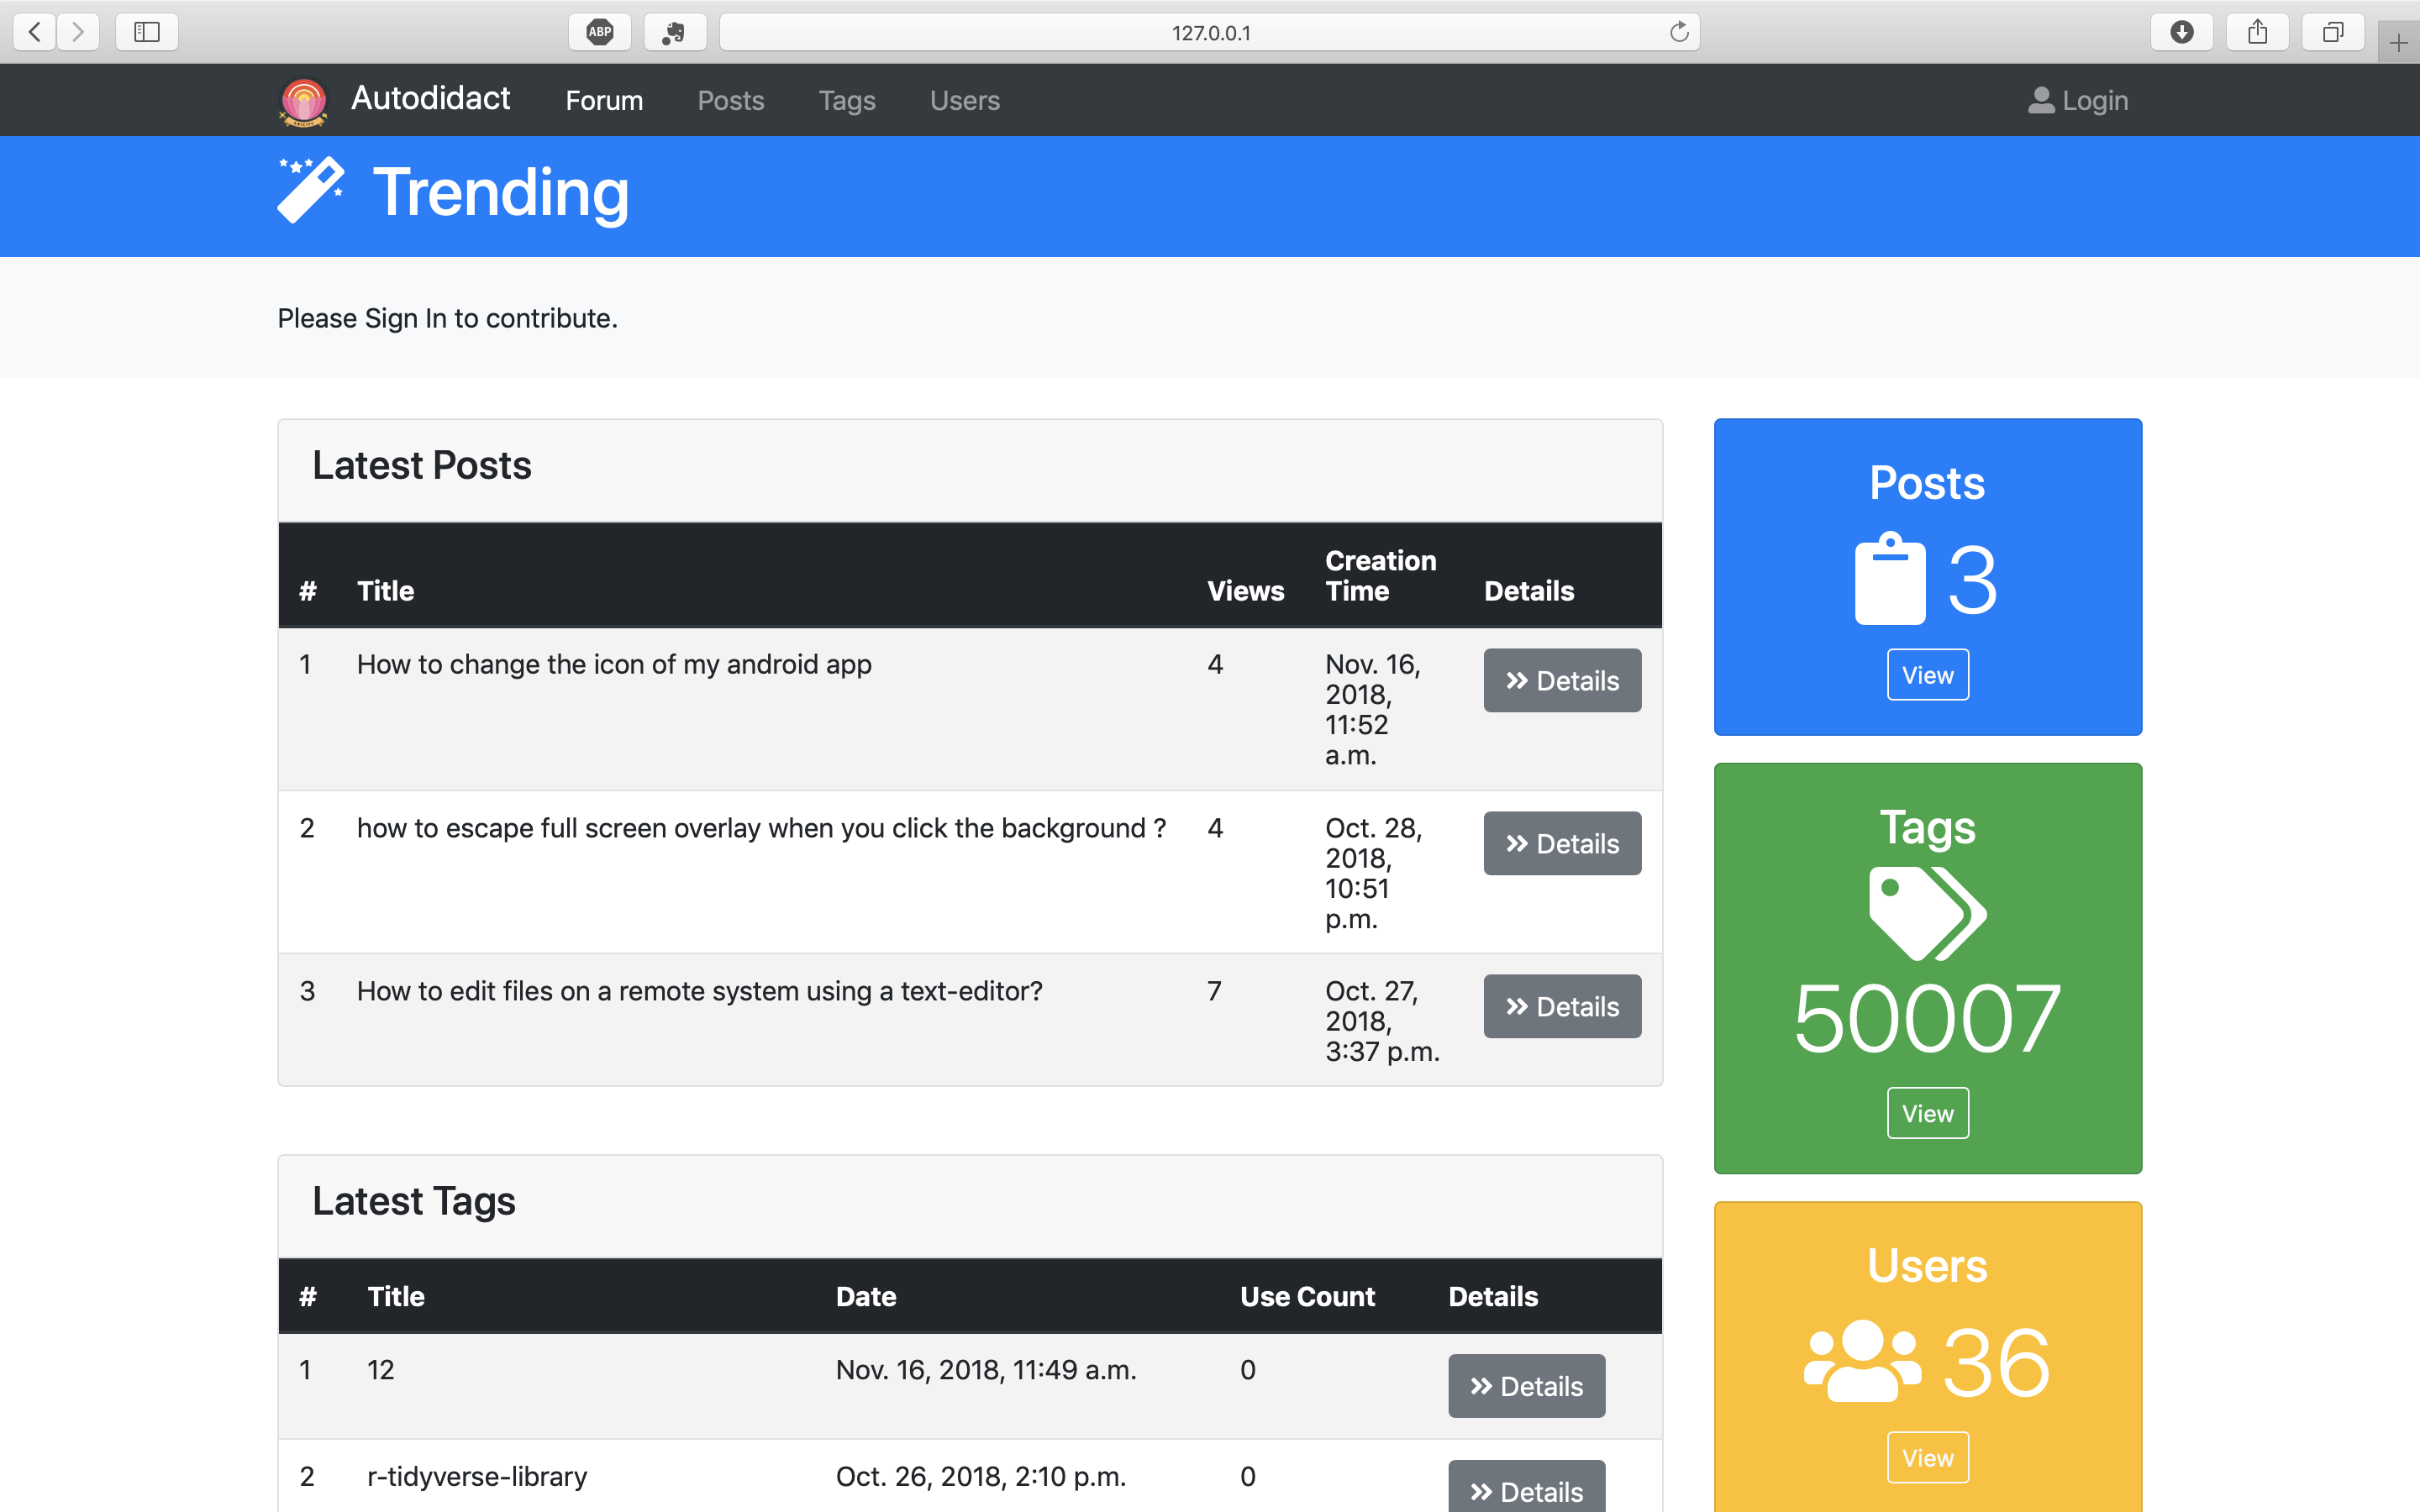 ABP
127.0.0.1
Autodidact Forum Posts Tags Users Login
Trending
Please Sign In to contribute.
Latest Posts
# Title Views Creation Time Details
1 How to change the icon of my android app 4 Nov. 16, 2018, 11:52 a.m. Details
2 how to escape full screen overlay when you click the background ? 4 Oct. 28, 2018, 10:51 p.m. Details
3 How to edit files on a remote system using a text-editor? 7 Oct. 27, 2018, 3:37 p.m. Details
Latest Tags
# Title Date Use Count Details
1 12 Nov. 16, 2018, 11:49 a.m. 0 Details
2 r-tidyverse-library Oct. 26, 2018, 2:10 p.m. 0 Details
Posts
3
View
Tags
50007
View
Users
36
View